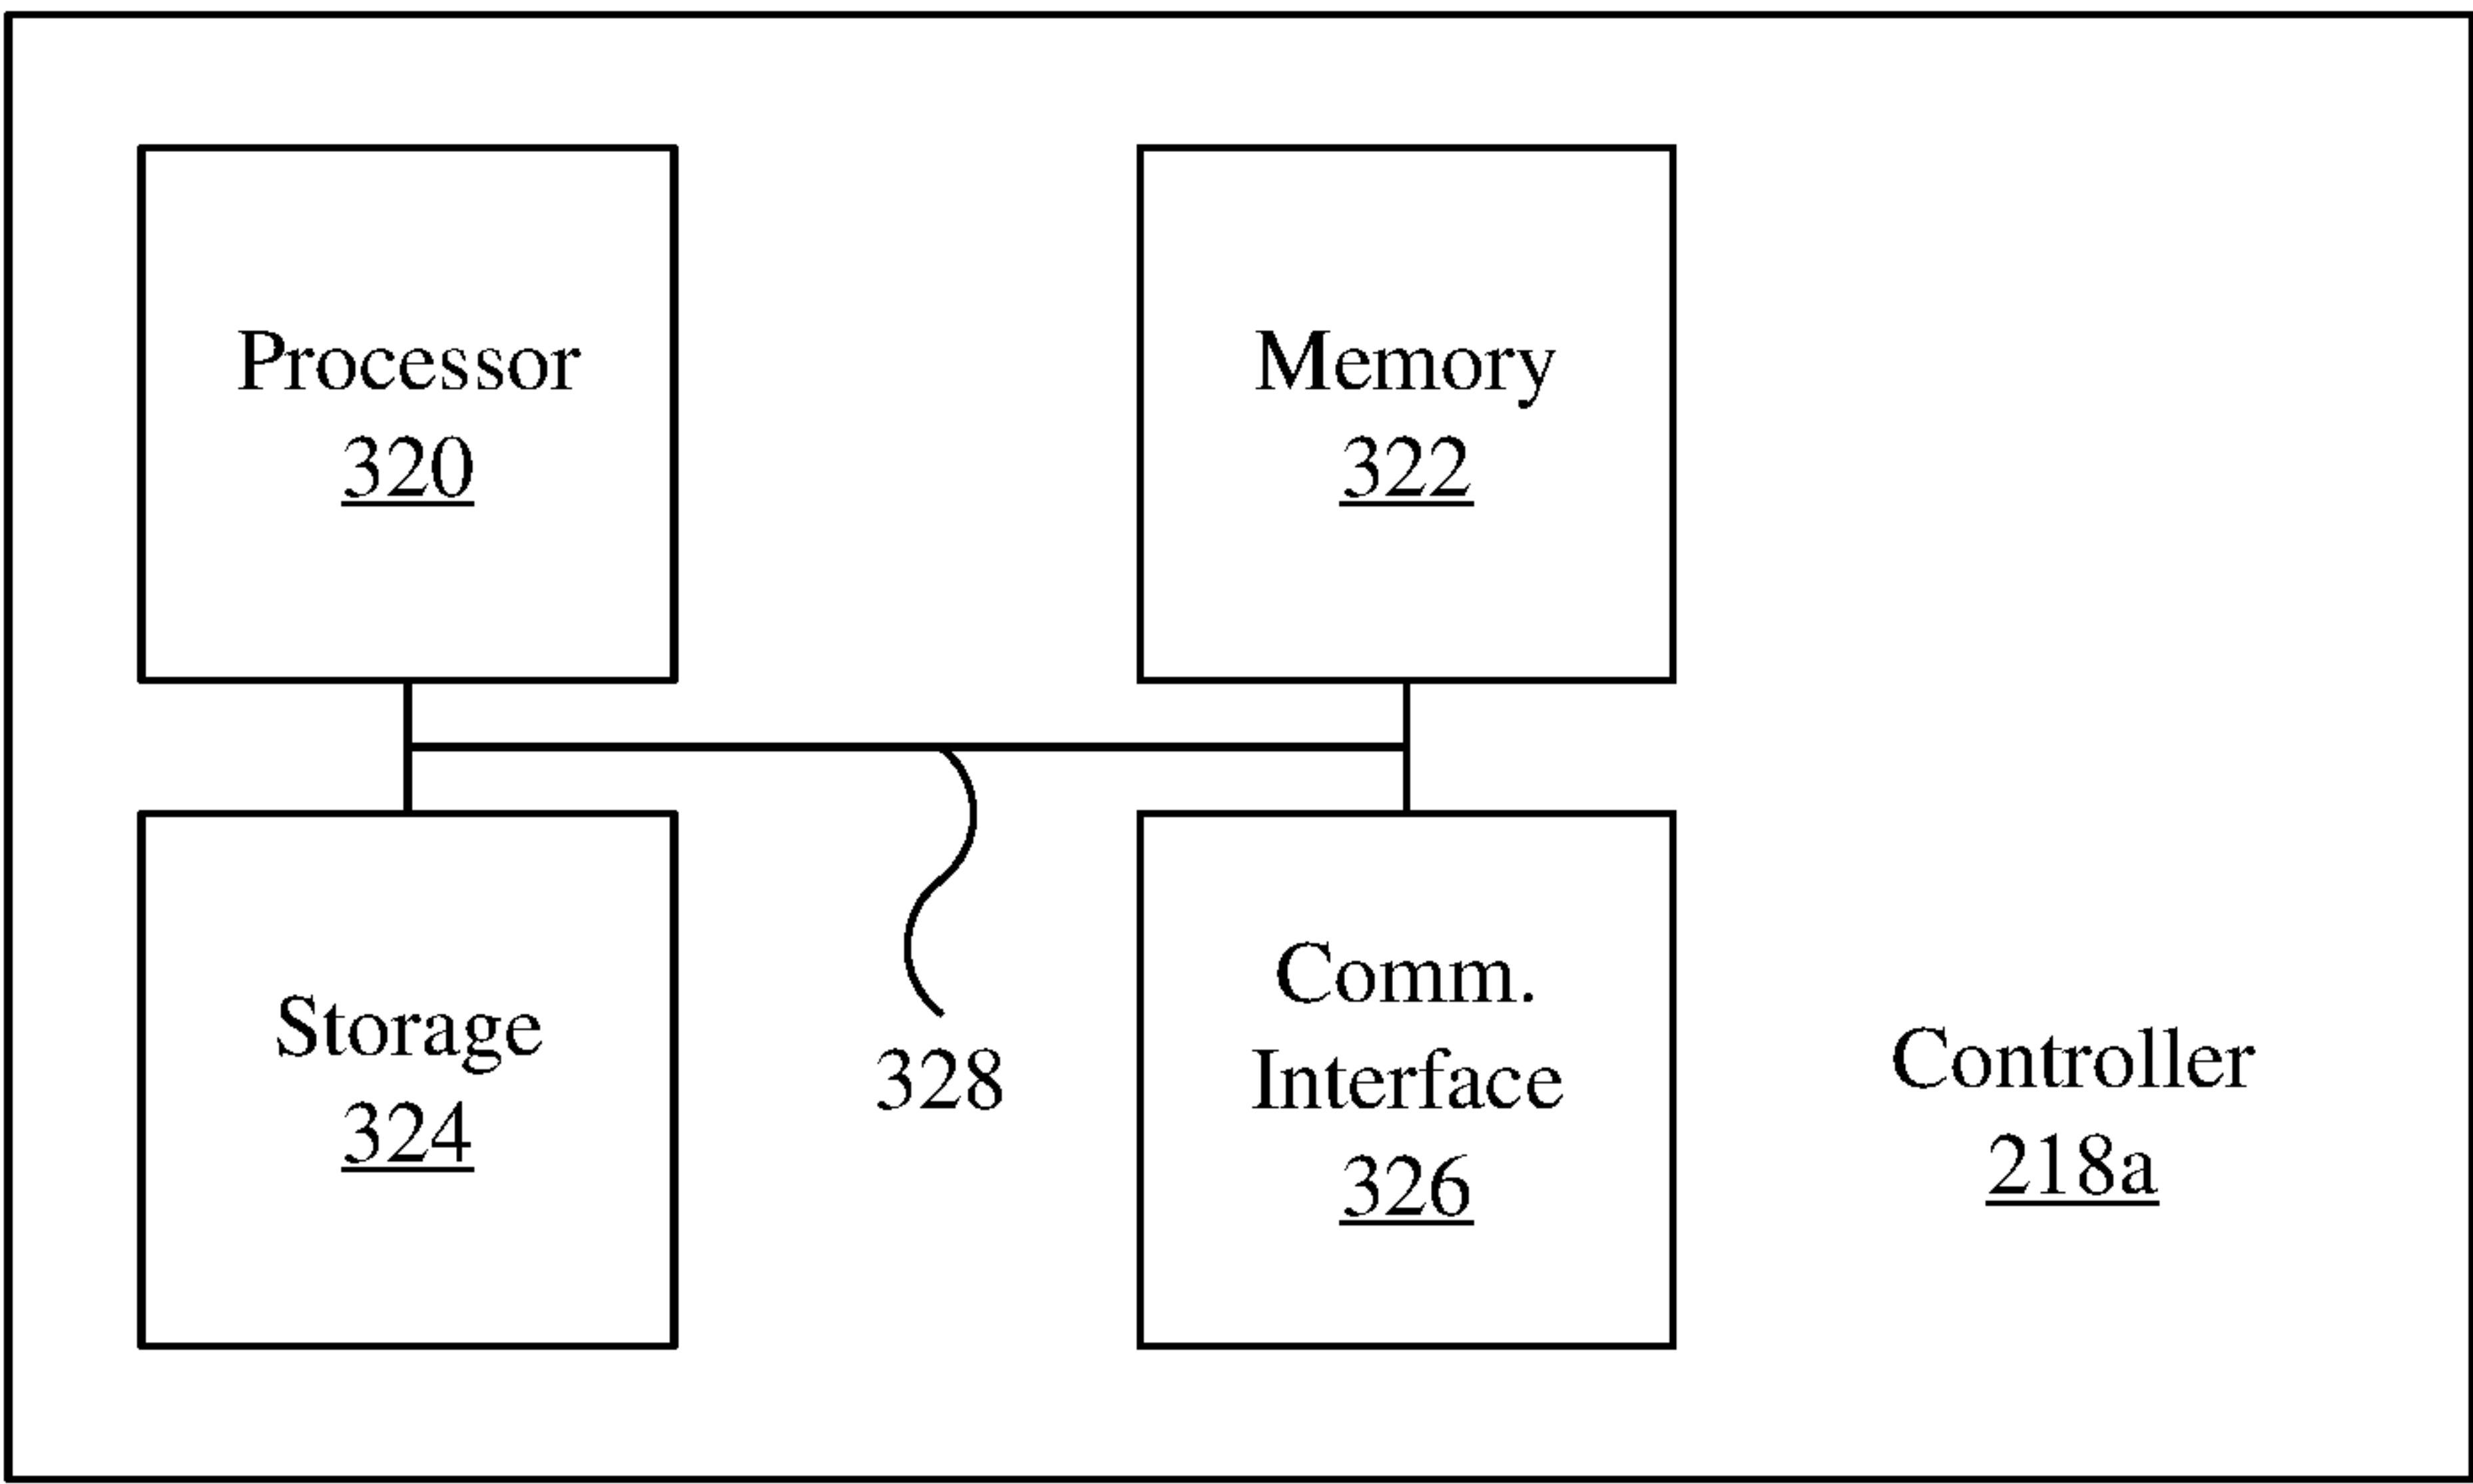 Processor
320
Memory
322
Storage
324
328
Comm.
Interface
326
Controller
218a